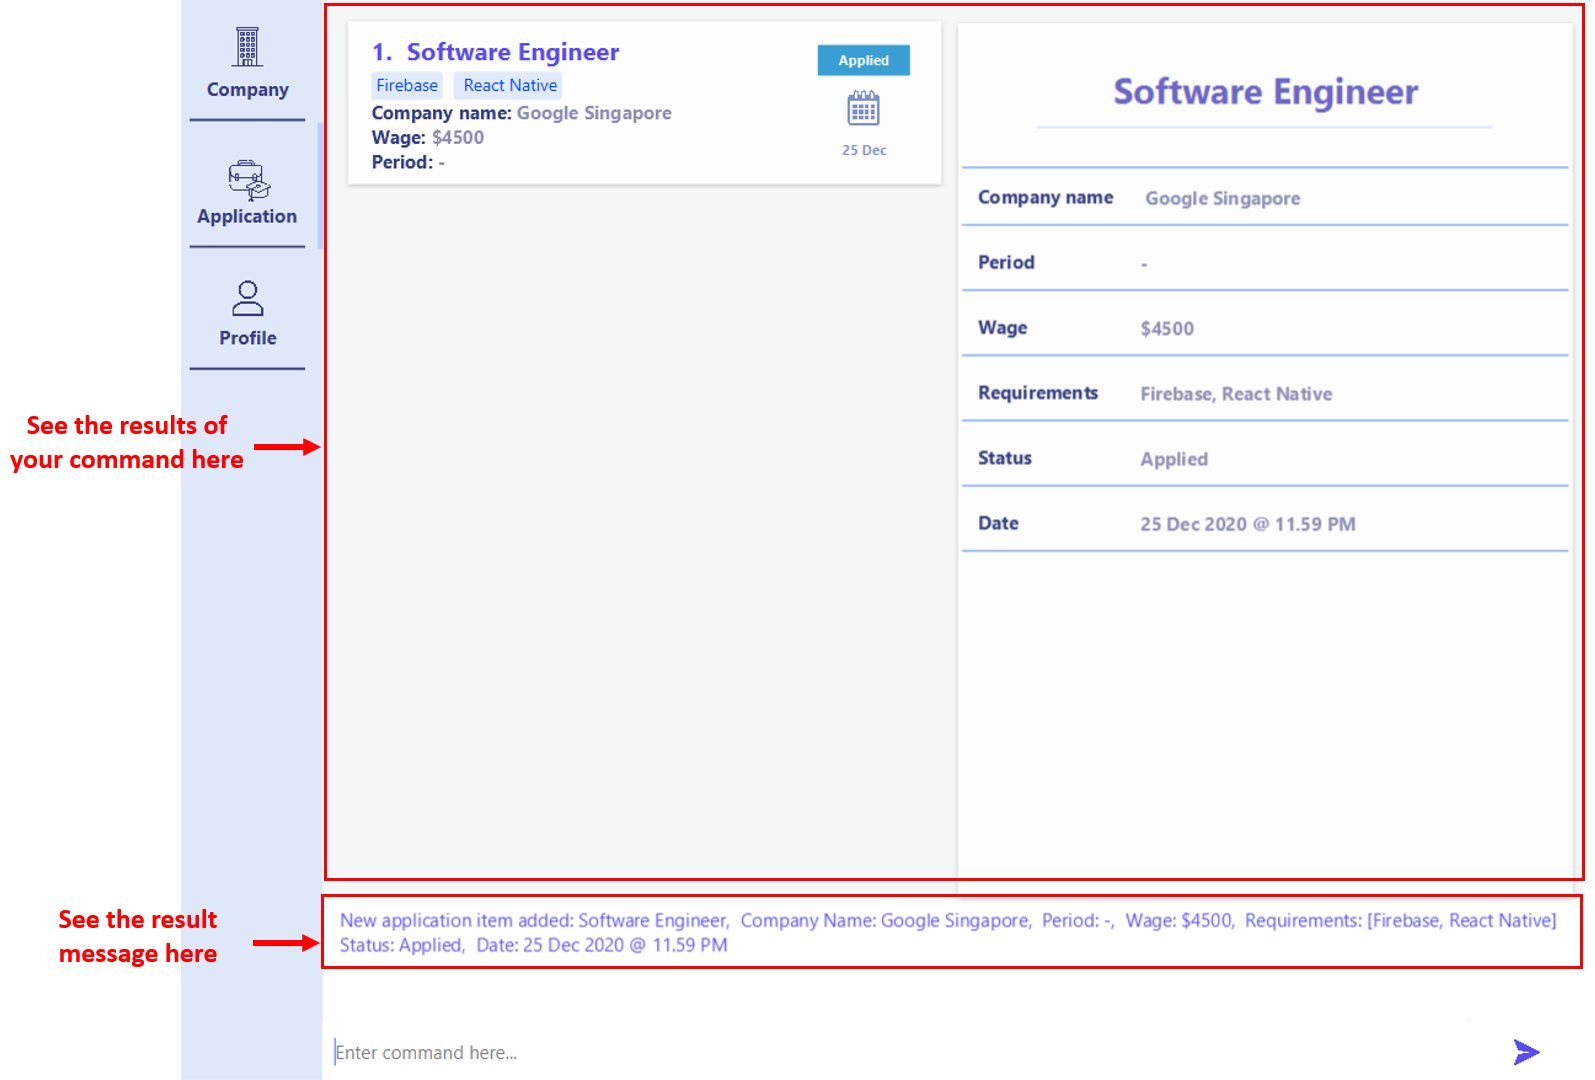 Company
Application
Profile
See the results of
your command here
See the result
message here
1. Software Engineer
Firebase React Native
Company name: Google Singapore
Wage: $4500
Period: -
Applied
25 Dec
Software Engineer
Company name Google Singapore
Period -
Wage $4500
Requirements Firebase, React Native
Status Applied
Date 25 Dec 2020 @ 11.59 PM
New application item added: Software Engineer, Company Name: Google Singapore, Period: -, Wage: $4500, Requirements: [Firebase, React Native]
Status: Applied, Date: 25 Dec 2020 @ 11.59 PM
Enter command here...